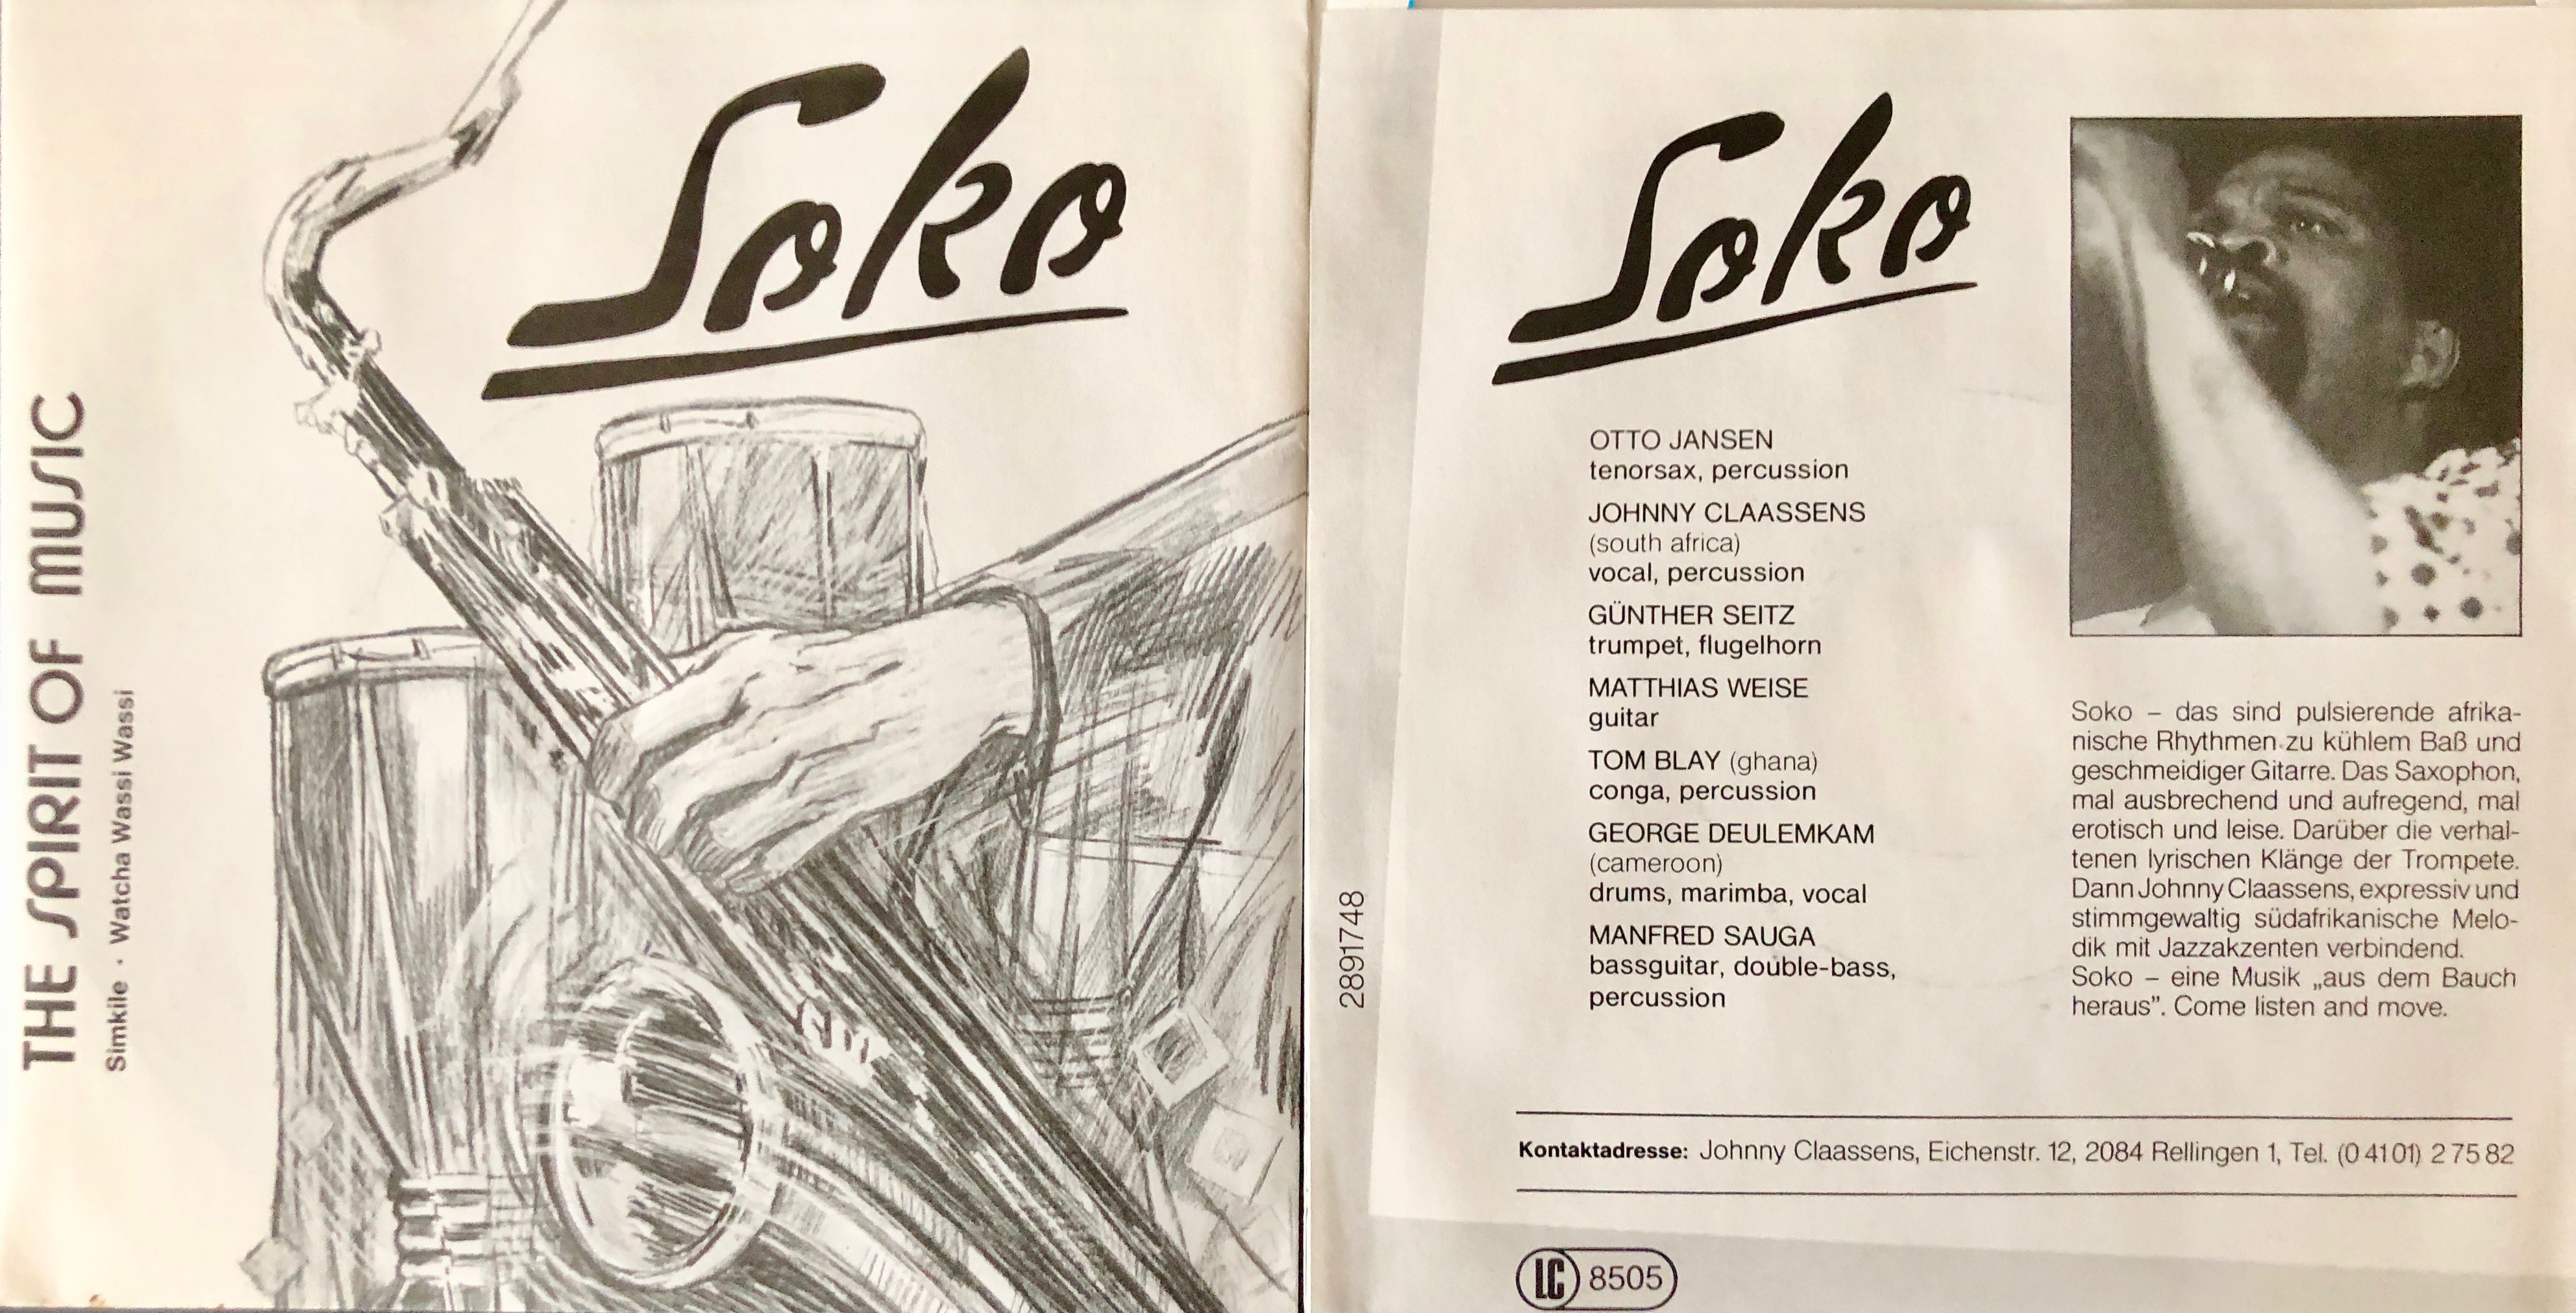 THE SPIRIT OF MUSIC
Simkile · Watcha Wassi Wassi
Soko
2891748
Soko
OTTO JANSEN
tenorsax, percussion
JOHNNY CLAASSENS
(south africa)
vocal, percussion
GÜNTHER SEITZ
trumpet, flugelhorn
MATTHIAS WEISE
guitar
TOM BLAY (ghana)
conga, percussion
GEORGE DEULEMKAM
(cameroon)
drums, marimba, vocal
MANFRED SAUGA
bassguitar, double-bass,
percussion
Soko – das sind pulsierende afrika-
nische Rhythmen zu kühlem Baß und
geschmeidiger Gitarre. Das Saxophon,
mal ausbrechend und aufregend, mal
erotisch und leise. Darüber die verhal-
tenen lyrischen Klänge der Trompete.
Dann Johnny Claassens, expressiv und
stimmgewaltig südafrikanische Melo-
dik mit Jazzakzenten verbindend.
Soko – eine Musik „aus dem Bauch
heraus”. Come listen and move.
Kontaktadresse: Johnny Claassens, Eichenstr. 12, 2084 Rellingen 1, Tel. (0 41 01) 2 75 82
LC 8505